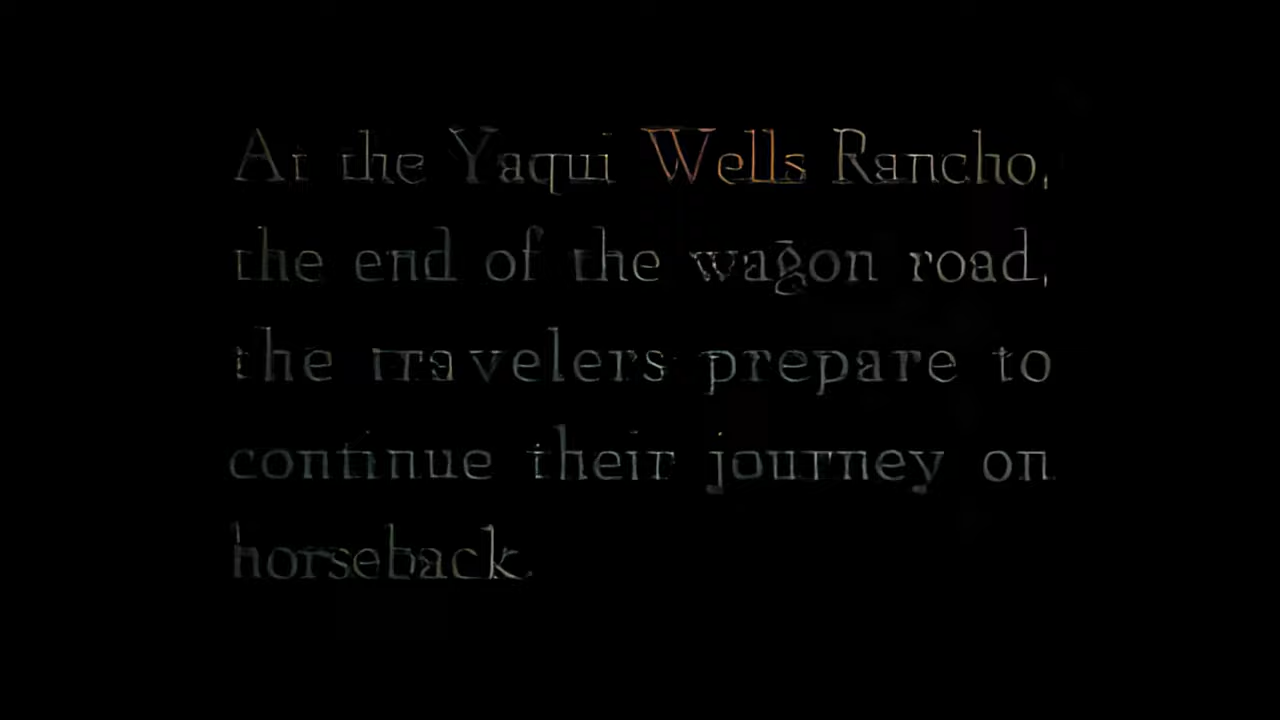 At the Yaqui Wells Rancho,
the end of the wagon road,
the travelers prepare to
continue their journey on
horseback.